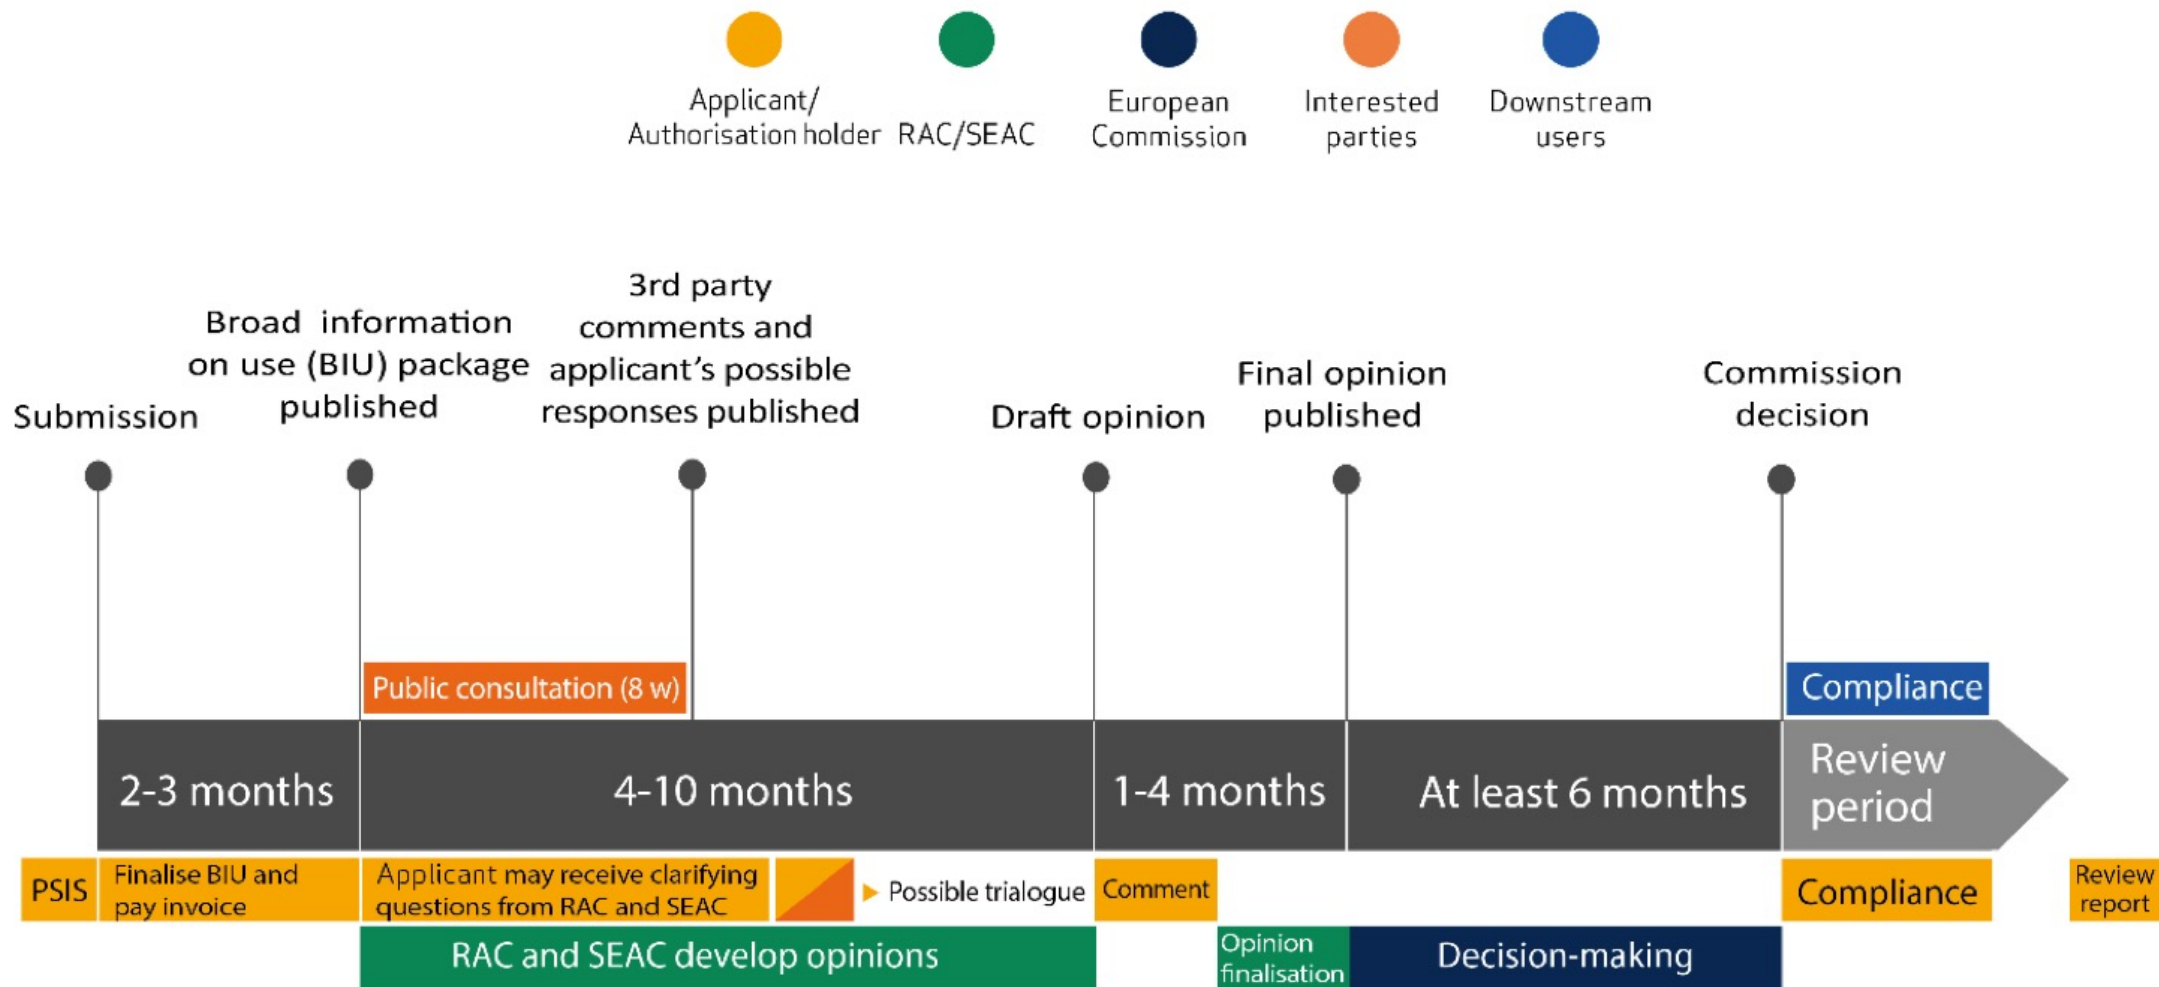 Applicant/
Authorisation holder
RAC/SEAC
European
Commission
Interested
parties
Downstream
users
Submission
Broad information
on use (BIU) package
published
3rd party
comments and
applicant’s possible
responses published
Draft opinion
Final opinion
published
Commission
decision
Public consultation (8 w)
Compliance
2-3 months
4-10 months
1-4 months
At least 6 months
Review
period
PSIS
Finalise BIU and
pay invoice
Applicant may receive clarifying
questions from RAC and SEAC
Possible trialogue
Comment
Compliance
Review
report
RAC and SEAC develop opinions
Opinion
finalisation
Decision-making